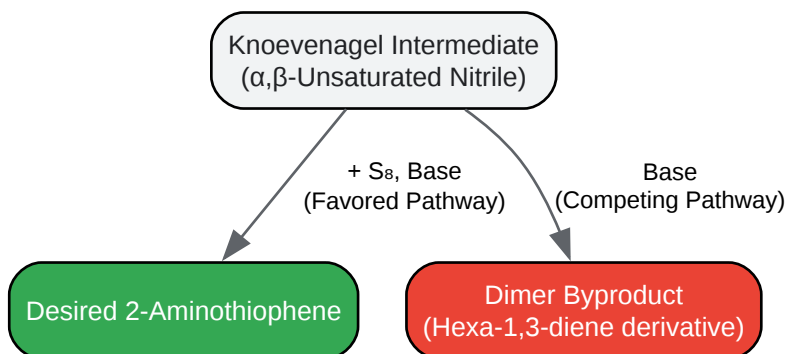 Knoevenagel Intermediate
(α,β-Unsaturated Nitrile)
+ S₈, Base
(Favored Pathway)
Base
(Competing Pathway)
Desired 2-Aminothiophene
Dimer Byproduct
(Hexa-1,3-diene derivative)